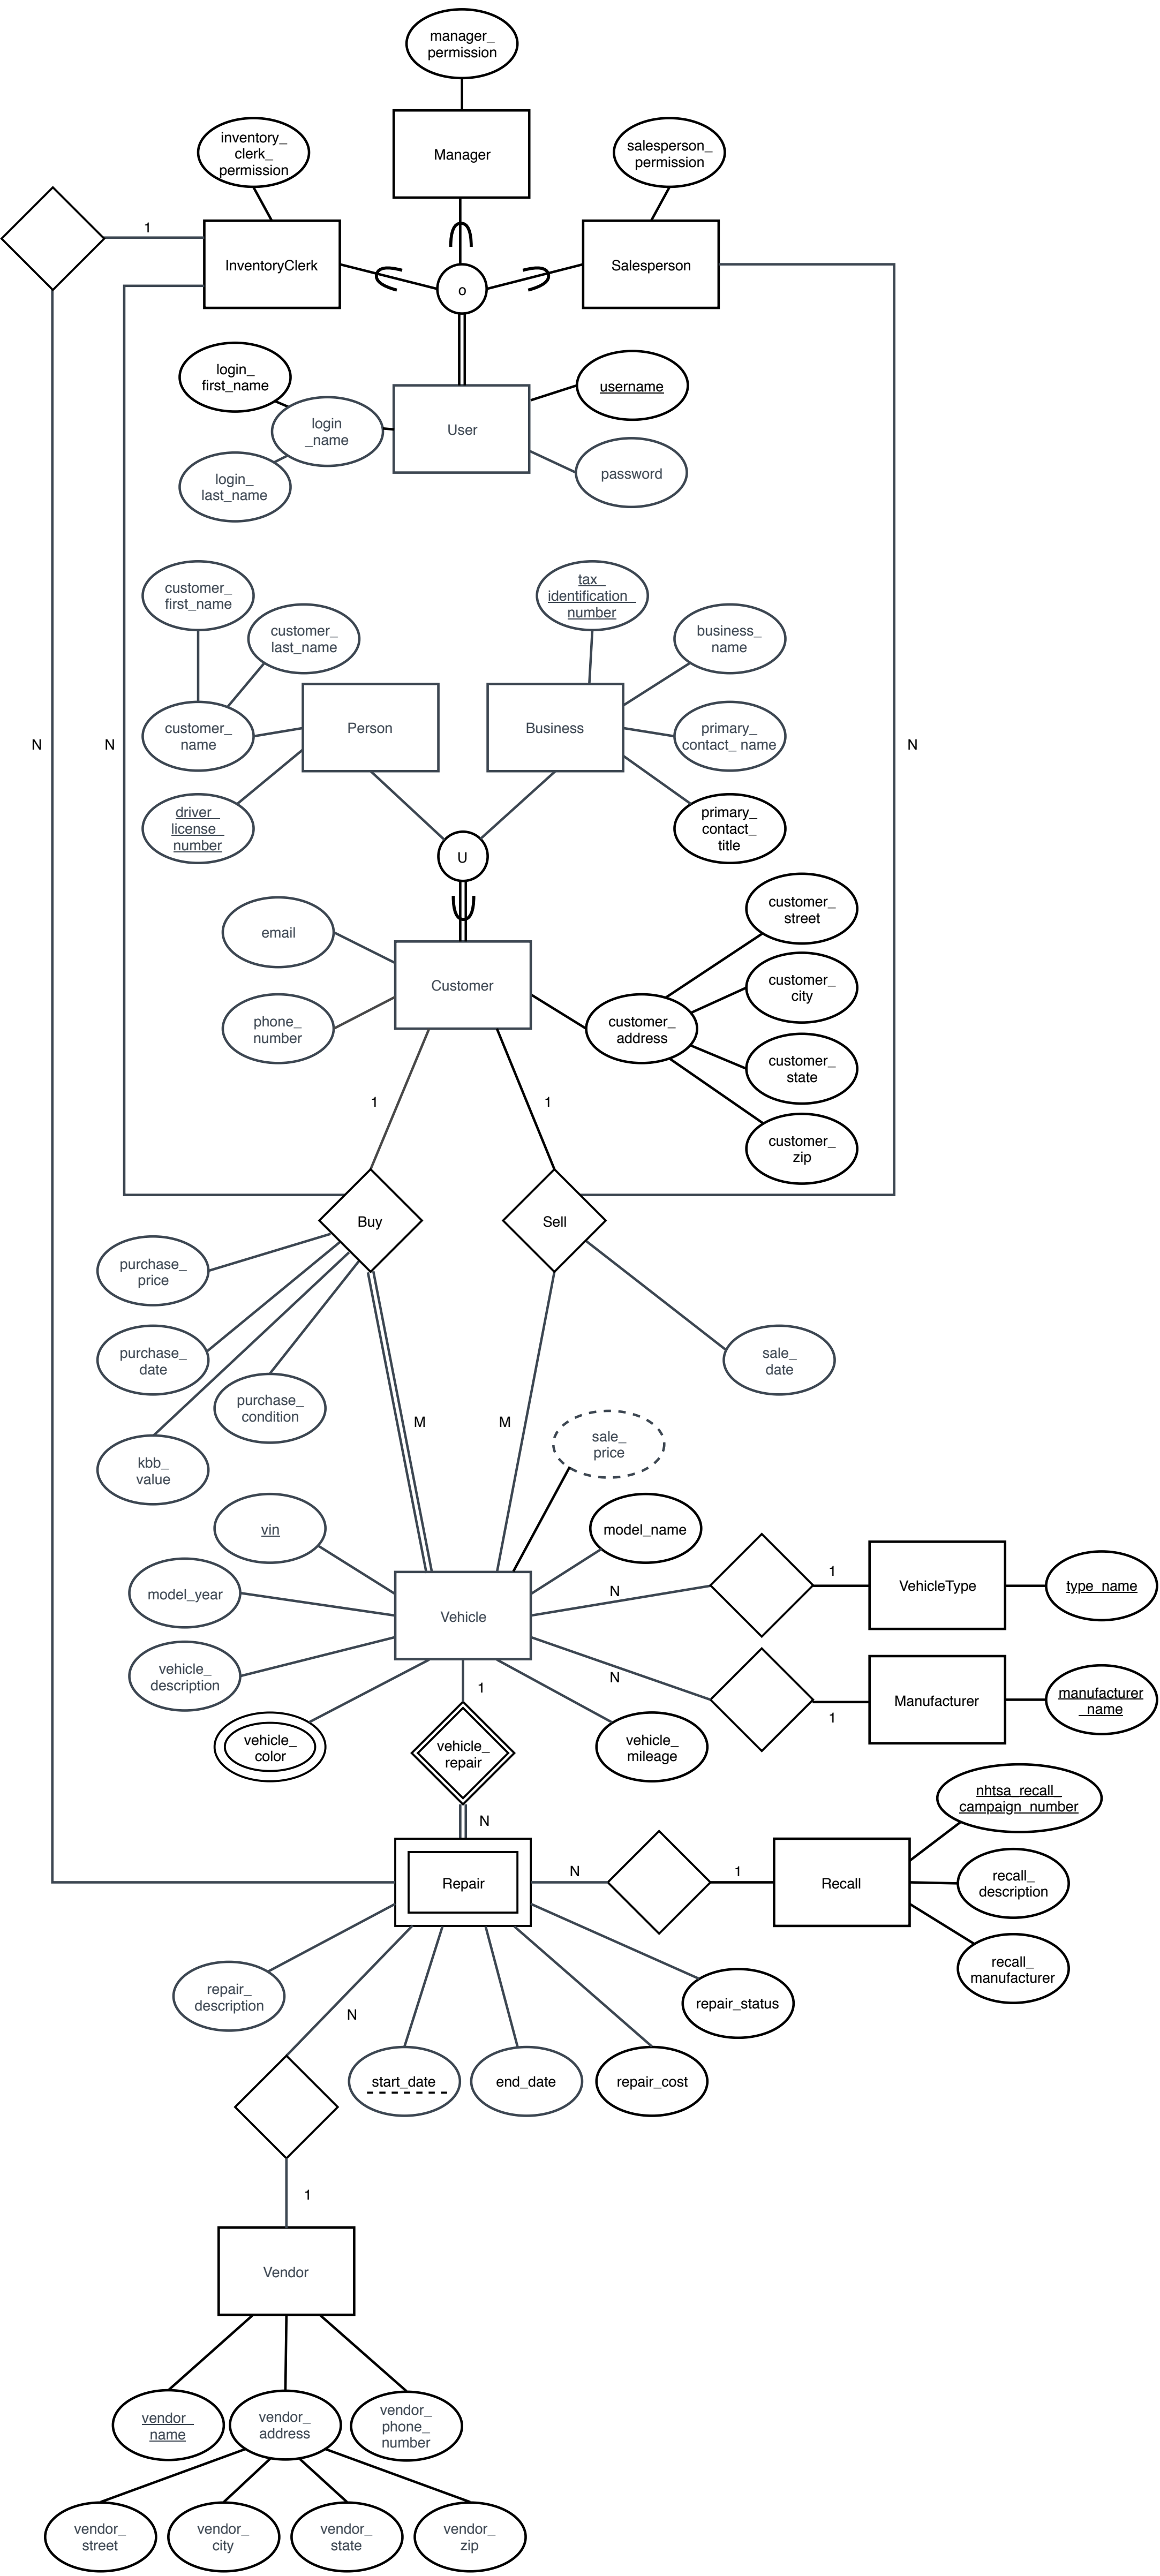 manager_
permission
Manager
inventory_
clerk_
permission
salesperson_
permission
1
InventoryClerk
Salesperson
o
login_
first_name
username
login
_name
User
login_
last_name
password
customer_
first_name
tax_
identification_
number
customer_
last_name
business_
name
customer_
name
Person
Business
primary_
contact_ name
N
N
N
driver_
license_
number
primary_
contact_
title
U
customer_
street
email
Customer
customer_
city
phone_
number
customer_
address
customer_
state
1
1
customer_
zip
Buy
Sell
purchase_
price
purchase_
date
sale_
date
purchase_
condition
M
M
sale_
price
kbb_
value
vin
model_name
model_year
N
1
VehicleType
type_name
Vehicle
vehicle_
description
N
1
Manufacturer
manufacturer
_name
1
vehicle_
color
vehicle_
repair
vehicle_
mileage
nhtsa_recall_
campaign_number
N
Repair
N
1
Recall
recall_
description
recall_
manufacturer
repair_
description
N
repair_status
start_date
end_date
repair_cost
1
Vendor
vendor_
name
vendor_
address
vendor_
phone_
number
vendor_
street
vendor_
city
vendor_
state
vendor_
zip